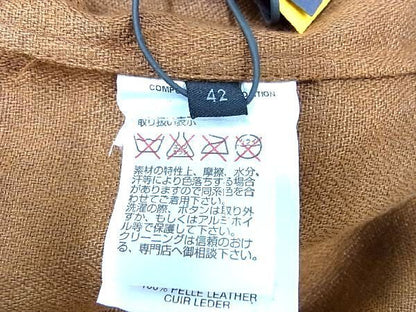 42
取り扱い表示
素材の特性上、摩擦、水分、
汗等により色落ちする場合
がありますので同系色をあ
わせてご着用下さい。
洗濯の際、ボタンは取り外
すか、もしくはアルミホイ
ル等で保護して下さい。
クリーニングは信頼のおけ
る、専門店へ御相談下さい。
100% PELLE LEATHER
CUIR LEDER